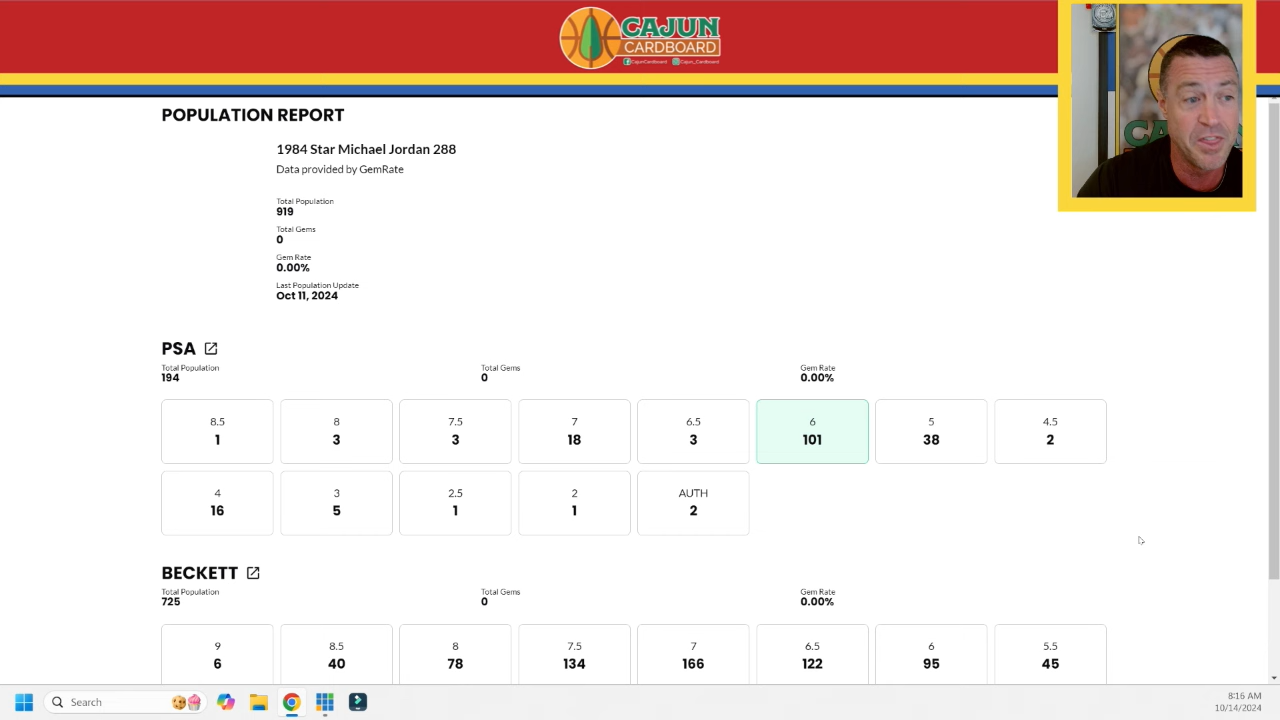 CAJUN
CARDBOARD
CajunCardboard Cajun_Cardboard
POPULATION REPORT
1984 Star Michael Jordan 288
Data provided by GemRate
Total Population
919
Total Gems
0
Gem Rate
0.00%
Last Population Update
Oct 11, 2024
PSA
Total Population Total Gems Gem Rate
194 0 0.00%
8.5 8 7.5 7 6.5 6 5 4.5
1 3 3 18 3 101 38 2
4 3 2.5 2 AUTH
16 5 1 1 2
BECKETT
Total Population Total Gems Gem Rate
725 0 0.00%
9 8.5 8 7.5 7 6.5 6 5.5
6 40 78 134 166 122 95 45
Search
8:16 AM
10/14/2024